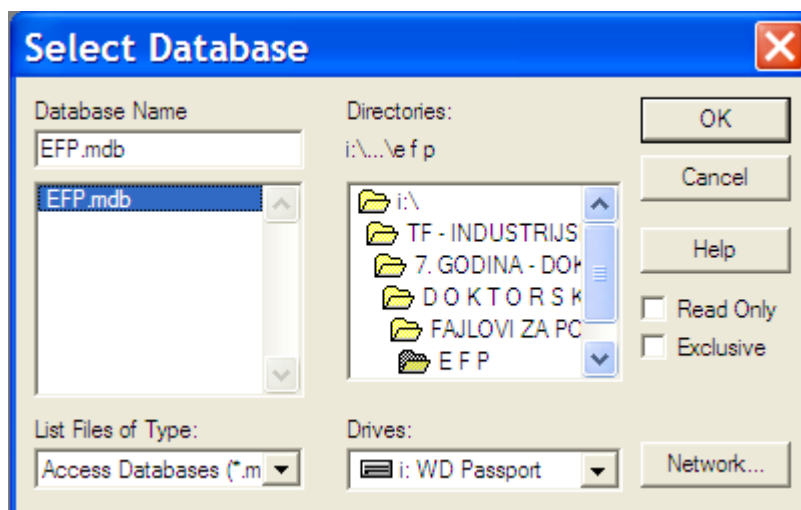 Select Database
Database Name
EFP.mdb
EFP.mdb
List Files of Type:
Access Databases (*.m
Directories:
i:\...\e f p
i:\
TF - INDUSTRIJS
7. GODINA - DOK
D O K T O R S K
FAJLOVI ZA PO
E F P
Drives:
i: WD Passport
OK
Cancel
Help
Read Only
Exclusive
Network...